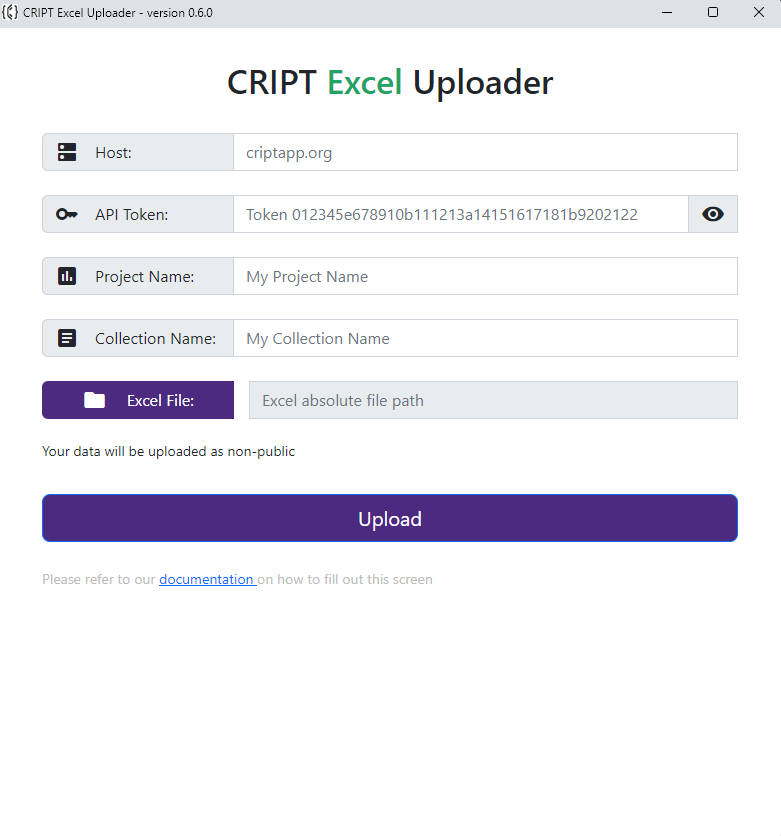 CRIPT Excel Uploader - version 0.6.0
CRIPT Excel Uploader
Host: criptapp.org
API Token: Token 012345e678910b111213a14151617181b9202122
Project Name: My Project Name
Collection Name: My Collection Name
Excel File: Excel absolute file path
Your data will be uploaded as non-public
Upload
Please refer to our documentation on how to fill out this screen